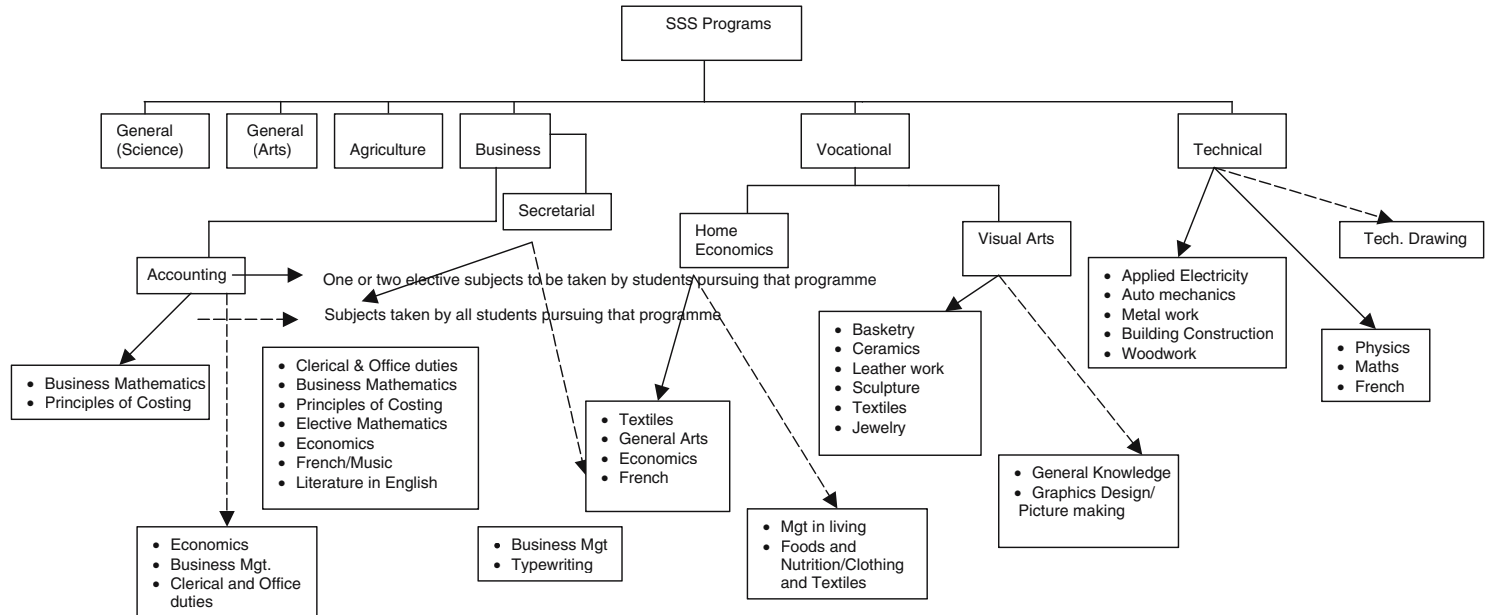 SSS Programs
General
(Science)
General
(Arts)
Agriculture
Business
Vocational
Technical
Secretarial
Home
Economics
Visual Arts
Tech. Drawing
Accounting
One or two elective subjects to be taken by students pursuing that programme
Subjects taken by all students pursuing that programme
• Business Mathematics
• Principles of Costing
• Clerical & Office duties
• Business Mathematics
• Principles of Costing
• Elective Mathematics
• Economics
• French/Music
• Literature in English
• Textiles
• General Arts
• Economics
• French
• Basketry
• Ceramics
• Leather work
• Sculpture
• Textiles
• Jewelry
• Applied Electricity
• Auto mechanics
• Metal work
• Building Construction
• Woodwork
• Physics
• Maths
• French
• Economics
• Business Mgt.
• Clerical and Office
duties
• Business Mgt
• Typewriting
• Mgt in living
• Foods and
Nutrition/Clothing
and Textiles
• General Knowledge
• Graphics Design/
Picture making